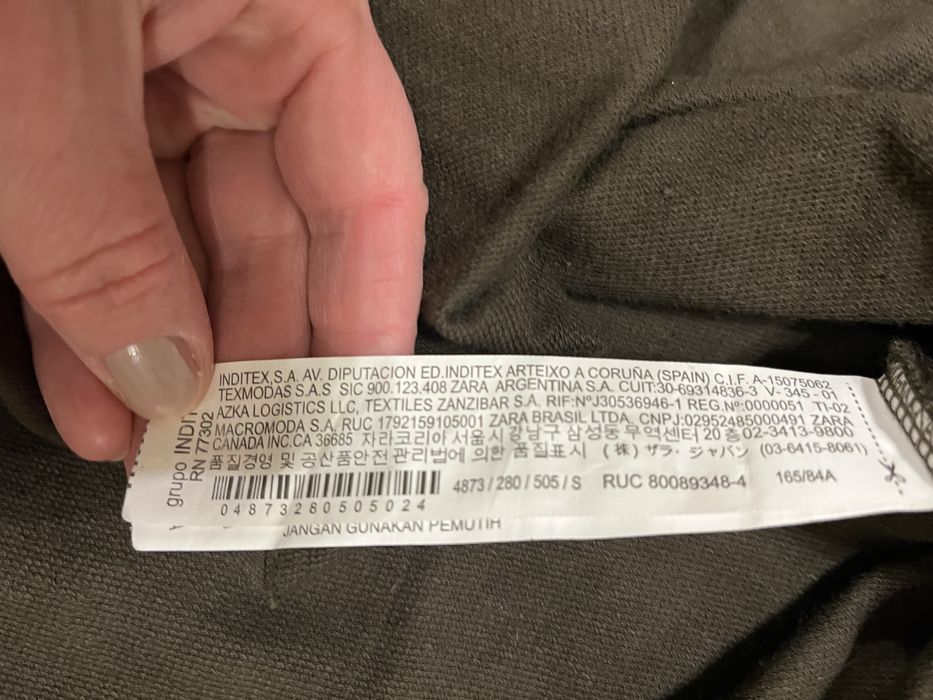 grupo INDIT
RN 77302
INDITEX,S.A. AV. DIPUTACION ED.INDITEX ARTEIXO A CORUÑA (SPAIN) C.I.F. A-15075062
TEXMODAS S.A.S SIC 900.123.408 ZARA ARGENTINA S.A. CUIT:30-69314836-3 V- 345 - 01
AZKA LOGISTICS LLC, TEXTILES ZANZIBAR S.A. RIF:NºJ30536946-1 REG.Nº:0000051 TI-02
MACROMODA S.A. RUC 1792159105001 ZARA BRASIL LTDA. CNPJ:02952485000491 ZARA
CANADA INC.CA 36685 자라코리아 서울시 강남구 삼성동 무역센터 20 층 02-3413-9800
품질경영 및 공산품안전 관리법에 의한 품질표시 (株) ザラ・ジャパン (03-6415-8061)
4873 / 280 / 505 / S RUC 80089348-4 165/84A
04873280505024
JANGAN GUNAKAN PEMUTIH